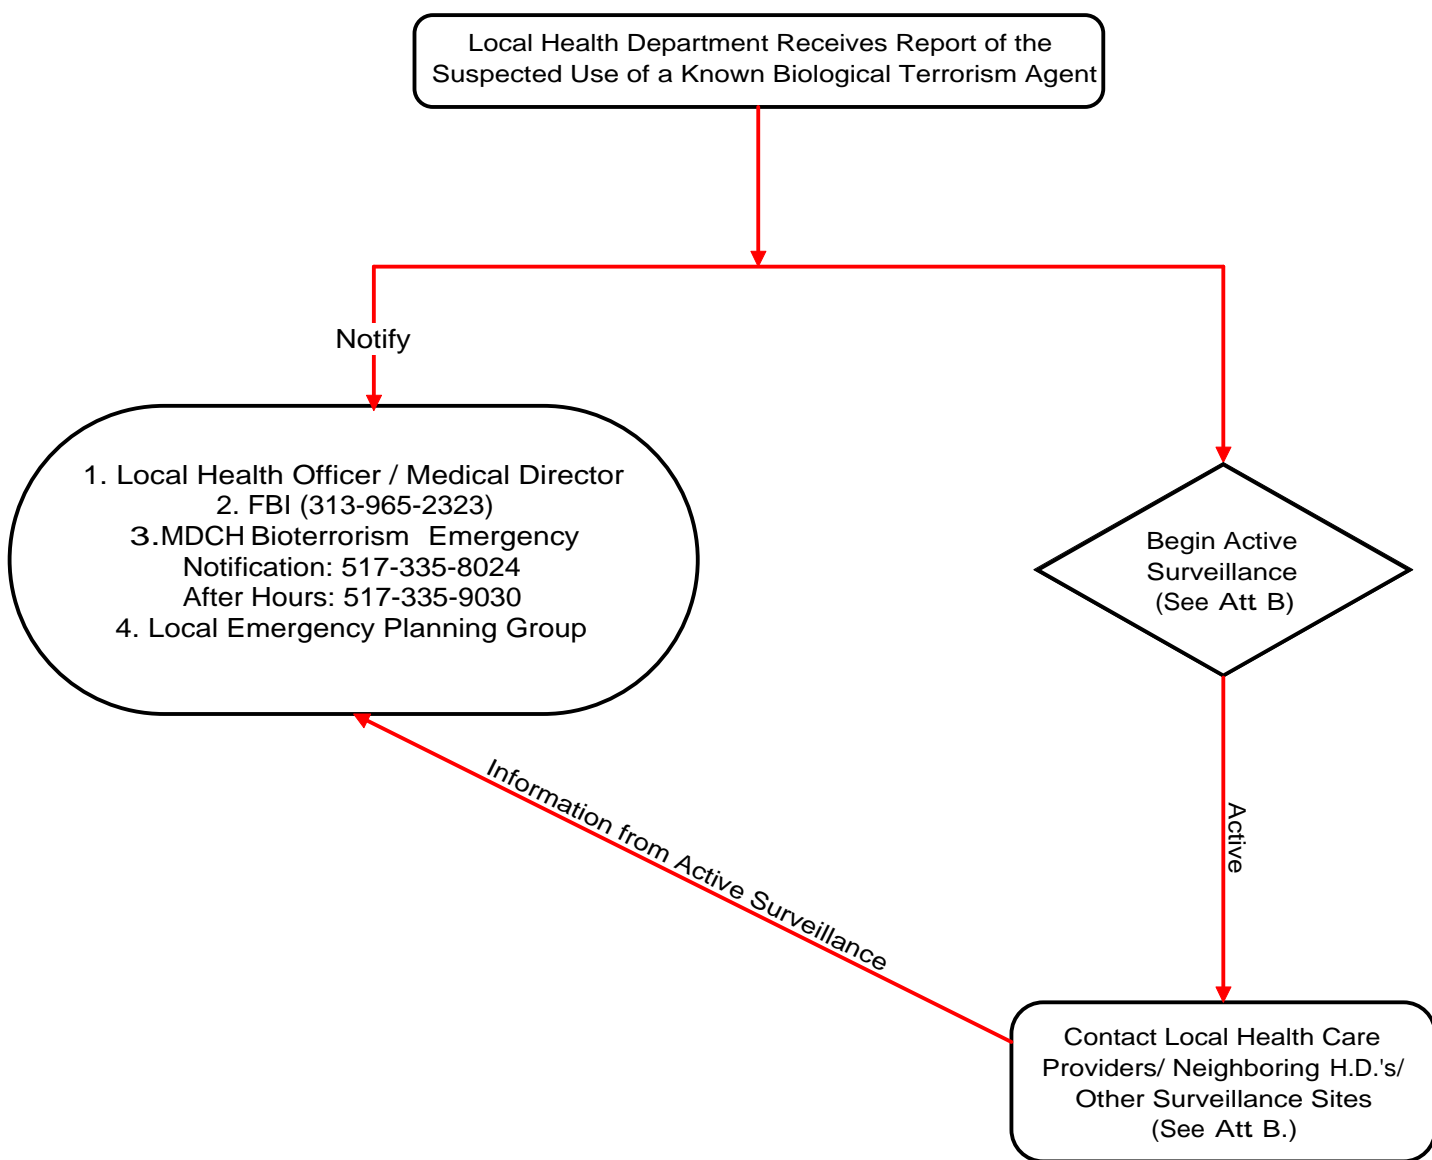 Local Health Department Receives Report of the
Suspected Use of a Known Biological Terrorism Agent
Notify
1. Local Health Officer / Medical Director
2. FBI (313-965-2323)
3.MDCH Bioterrorism Emergency
Notification: 517-335-8024
After Hours: 517-335-9030
4. Local Emergency Planning Group
Begin Active
Surveillance
(See Att B)
Information from Active Surveillance
Active
Contact Local Health Care
Providers/ Neighboring H.D.'s/
Other Surveillance Sites
(See Att B.)